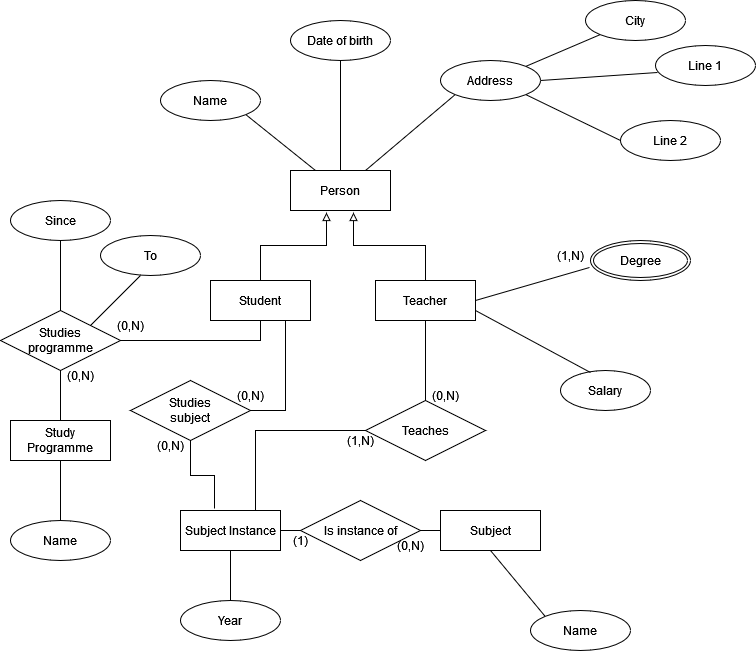 City
Date of birth
Line 1
Address
Name
Line 2
Person
Since
To
(1,N)
Degree
Student
Teacher
(0,N)
Studies
programme
(0,N)
Salary
(0,N)
(0,N)
Studies
subject
Teaches
Study
Programme
(0,N)
(1,N)
Subject Instance
Is instance of
Subject
(1)
(0,N)
Name
Year
Name